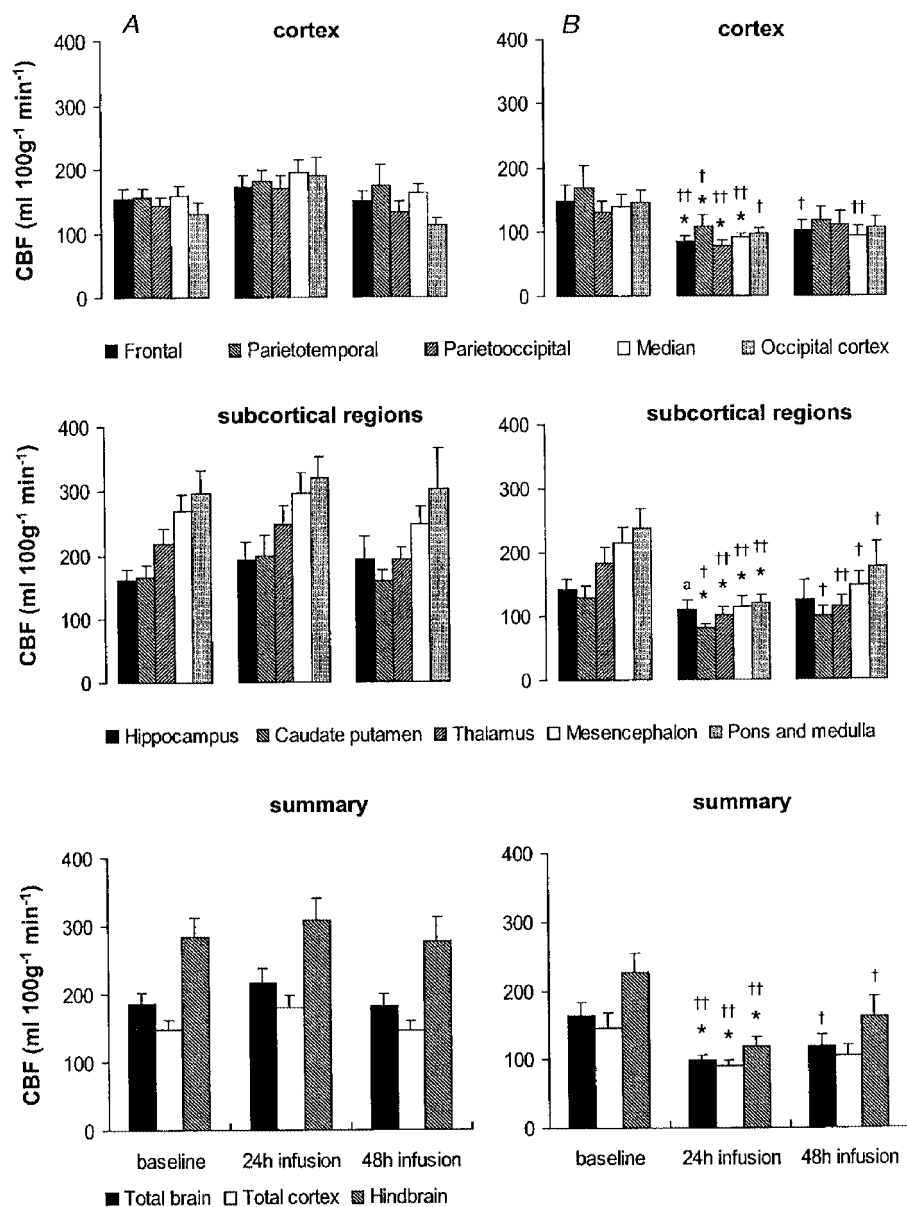 A
cortex
400
300
200
100
0
CBF (ml 100g⁻¹ min⁻¹)
B
cortex
400
300
200
100
0
†† * † * †† * †† * †
† ††
Frontal Parietotemporal Parietooccipital Median Occipital cortex
subcortical regions
400
300
200
100
0
CBF (ml 100g⁻¹ min⁻¹)
subcortical regions
400
300
200
100
0
a † * †† * †† * †† *
† †† † †
Hippocampus Caudate putamen Thalamus Mesencephalon Pons and medulla
summary
400
300
200
100
0
CBF (ml 100g⁻¹ min⁻¹)
baseline 24h infusion 48h infusion
summary
400
300
200
100
0
†† * †† * †† *
† †
baseline 24h infusion 48h infusion
Total brain Total cortex Hindbrain